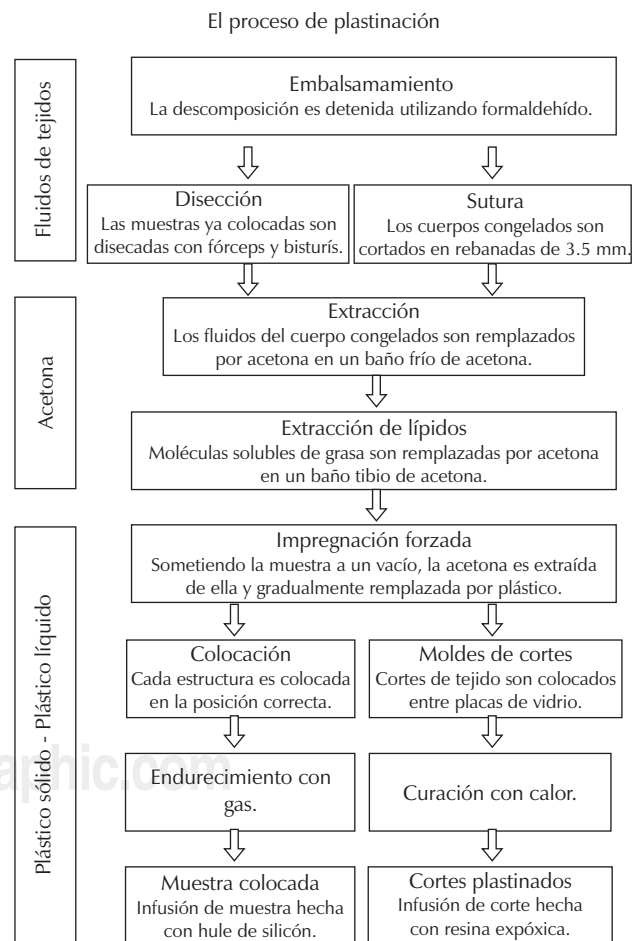 El proceso de plastinación
Fluidos de tejidos
Embalsamamiento
La descomposición es detenida utilizando formaldehído.
Disección
Las muestras ya colocadas son
disecadas con fórceps y bisturís.
Sutura
Los cuerpos congelados son
cortados en rebanadas de 3.5 mm.
Acetona
Extracción
Los fluidos del cuerpo congelados son remplazados
por acetona en un baño frío de acetona.
Extracción de lípidos
Moléculas solubles de grasa son remplazadas por acetona
en un baño tibio de acetona.
Plástico sólido - Plástico líquido
Impregnación forzada
Sometiendo la muestra a un vacío, la acetona es extraída
de ella y gradualmente remplazada por plástico.
Colocación
Cada estructura es colocada
en la posición correcta.
Moldes de cortes
Cortes de tejido son colocados
entre placas de vidrio.
Endurecimiento con
gas.
Curación con calor.
Muestra colocada
Infusión de muestra hecha
con hule de silicón.
Cortes plastinados
Infusión de corte hecha
con resina expóxica.
aphic.com